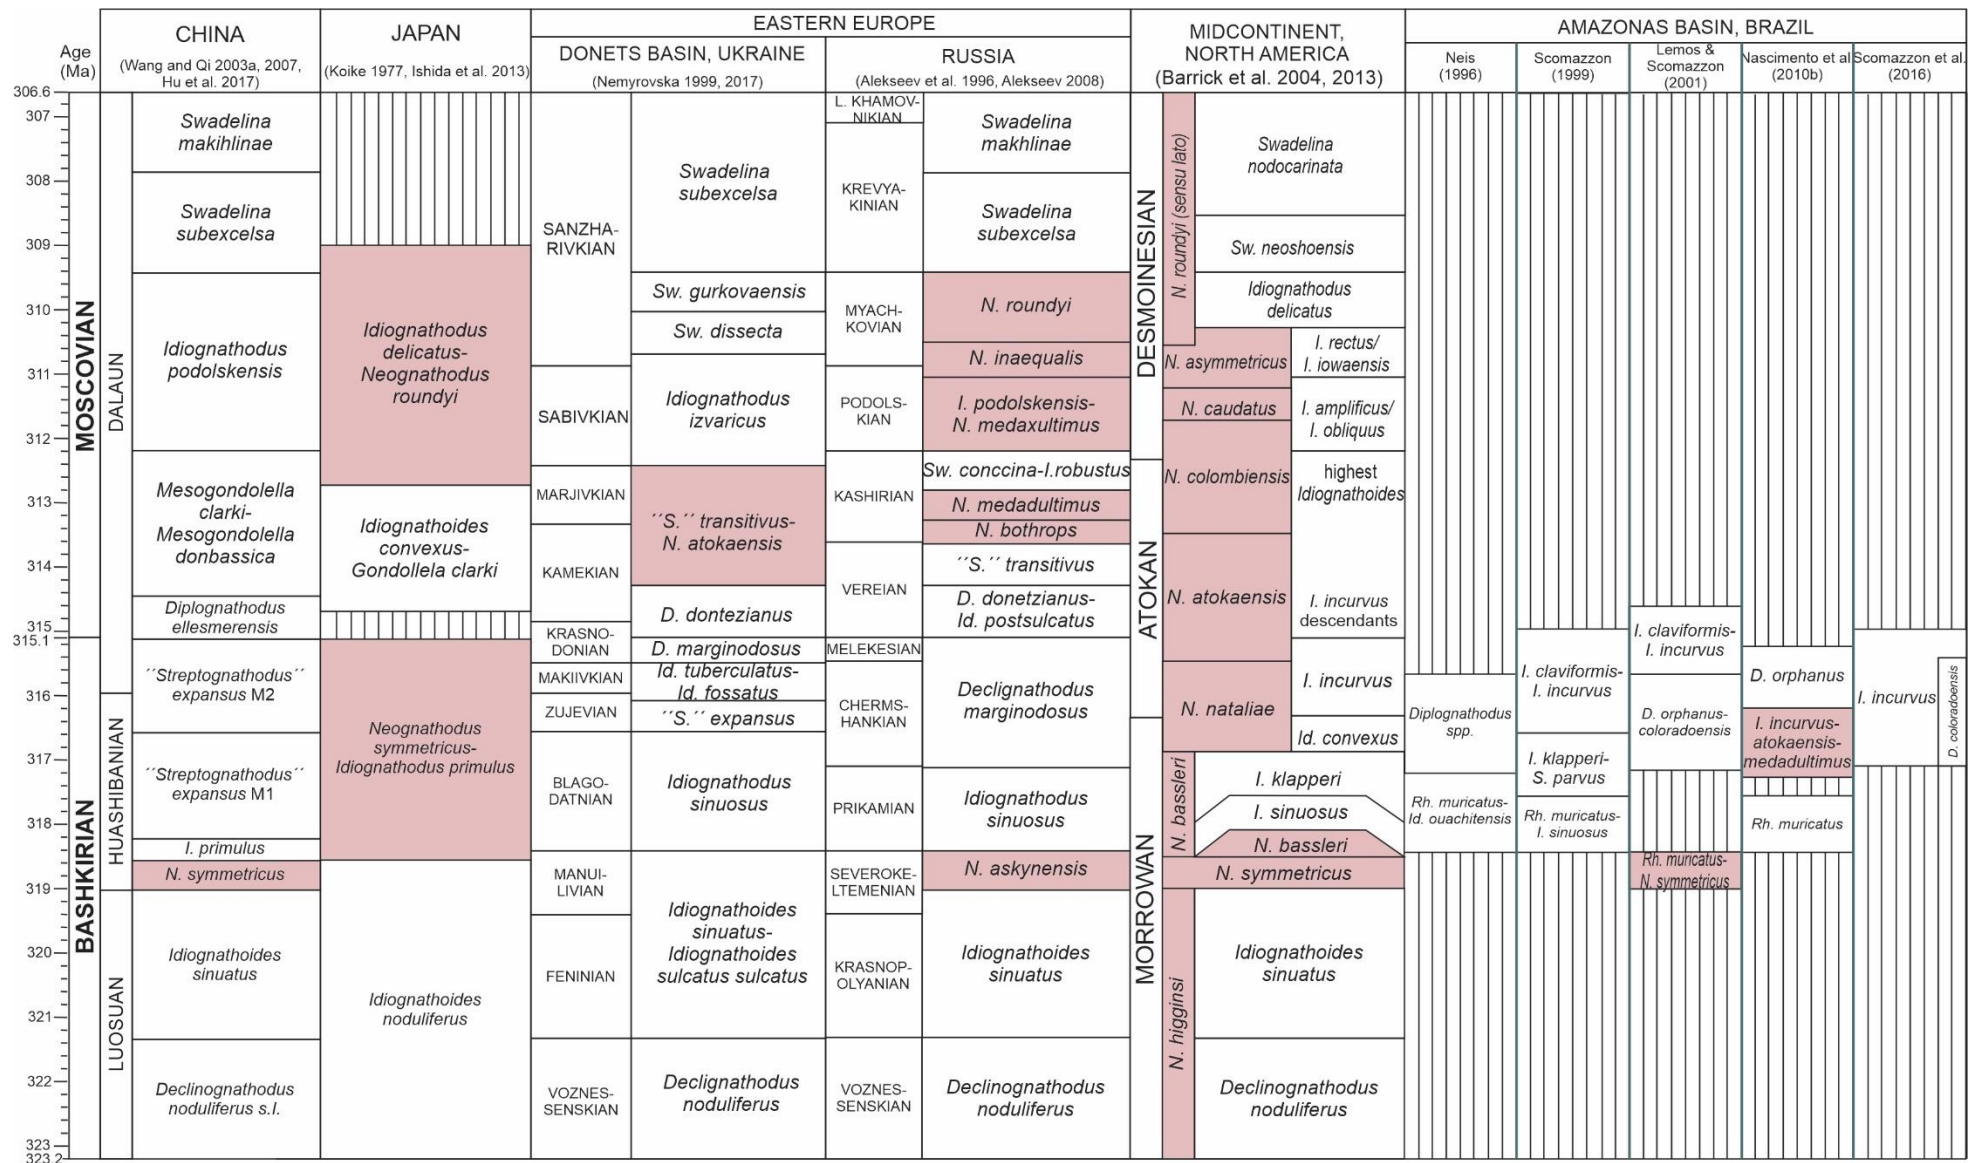 Age
(Ma)
CHINA
(Wang and Qi 2003a, 2007,
Hu et al. 2017)
JAPAN
(Koike 1977, Ishida et al. 2013)
EASTERN EUROPE
DONETS BASIN, UKRAINE
(Nemyrovska 1999, 2017)
RUSSIA
(Alekseev et al. 1996, Alekseev 2008)
MIDCONTINENT,
NORTH AMERICA
(Barrick et al. 2004, 2013)
AMAZONAS BASIN, BRAZIL
Neis
(1996)
Scomazzon
(1999)
Lemos &
Scomazzon
(2001)
Nascimento et al
(2010b)
Scomazzon et al.
(2016)
306.6
307
308
309
310
311
312
313
314
315
315.1
316
317
318
319
320
321
322
323
323.2
MOSCOVIAN
BASHKIRIAN
DALAUN
HUASHIBANIAN
LUOSUAN
Swadelina
makihlinae
Swadelina
subexcelsa
Idiognathodus
podolskensis
Mesogondolella
clarki-
Mesogondolella
donbassica
Diplognathodus
ellesmerensis
´´Streptognathodus´´
expansus M2
´´Streptognathodus´´
expansus M1
I. primulus
N. symmetricus
Idiognathoides
sinuatus
Declinognathodus
noduliferus s.l.
Idiognathodus
delicatus-
Neognathodus
roundyi
Idiognathoides
convexus-
Gondollela clarki
Neognathodus
symmetricus-
Idiognathodus primulus
Idiognathoides
noduliferus
SANZHA-
RIVKIAN
SABIVKIAN
MARJIVKIAN
KAMEKIAN
KRASNO-
DONIAN
MAKIIVKIAN
ZUJEVIAN
BLAGO-
DATNIAN
MANUI-
LIVIAN
FENINIAN
VOZNES-
SENSKIAN
Swadelina
subexcelsa
Sw. gurkovaensis
Sw. dissecta
Idiognathodus
izvaricus
´´S.´´ transitivus-
N. atokaensis
D. dontezianus
D. marginodosus
Id. tuberculatus-
Id. fossatus
´´S.´´ expansus
Idiognathodus
sinuosus
Idiognathoides
sinuatus-
Idiognathoides
sulcatus sulcatus
Declignathodus
noduliferus
L. KHAMOV-
NIKIAN
KREVYA-
KINIAN
MYACH-
KOVIAN
PODOLS-
KIAN
KASHIRIAN
VEREIAN
MELEKESIAN
CHERMS-
HANKIAN
PRIKAMIAN
SEVEROKE-
LTEMENIAN
KRASNOP-
OLYANIAN
VOZNES-
SENSKIAN
Swadelina
makhlinae
Swadelina
subexcelsa
N. roundyi
N. inaequalis
I. podolskensis-
N. medaxultimus
Sw. conccina-I.robustus
N. medadultimus
N. bothrops
´´S.´´ transitivus
D. donetzianus-
Id. postsulcatus
Declignathodus
marginodosus
Idiognathodus
sinuosus
N. askynensis
Idiognathoides
sinuatus
Declinognathodus
noduliferus
DESMOINESIAN
ATOKAN
MORROWAN
N. roundyi (sensu lato)
N. asymmetricus
N. caudatus
N. colombiensis
N. atokaensis
N. nataliae
N. bassleri
N. higginsi
Swadelina
nodocarinata
Sw. neoshoensis
Idiognathodus
delicatus
I. rectus/
I. iowaensis
I. amplificus/
I. obliquus
highest
Idiognathoides
I. incurvus
descendants
I. incurvus
Id. convexus
I. klapperi
I. sinuosus
N. bassleri
N. symmetricus
Idiognathoides
sinuatus
Declinognathodus
noduliferus
Diplognathodus
spp.
Rh. muricatus-
Id. ouachitensis
I. claviformis-
I. incurvus
I. klapperi-
S. parvus
Rh. muricatus-
I. sinuosus
I. claviformis-
I. incurvus
D. orphanus-
coloradoensis
Rh. muricatus-
N. symmetricus
D. orphanus
I. incurvus-
atokaensis-
medadultimus
Rh. muricatus
I. incurvus
D. coloradoensis